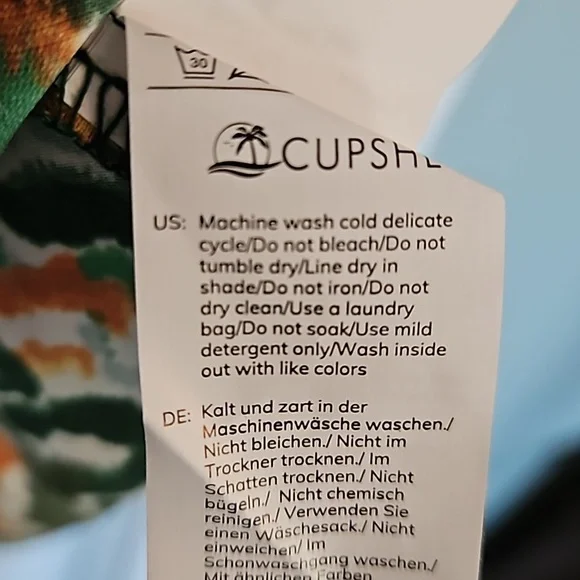 30
CUPSHE
US: Machine wash cold delicate
cycle/Do not bleach/Do not
tumble dry/Line dry in
shade/Do not iron/Do not
dry clean/Use a laundry
bag/Do not soak/Use mild
detergent only/Wash inside
out with like colors
DE: Kalt und zart in der
Maschinenwäsche waschen./
Nicht bleichen./ Nicht im
Trockner trocknen./ Im
Schatten trocknen./ Nicht
bügeln./ Nicht chemisch
reinigen./ Verwenden Sie
einen Wäschesack./ Nicht
einweichen/ Im
Schonwaschgang waschen./
Mit ähnlichen Farben